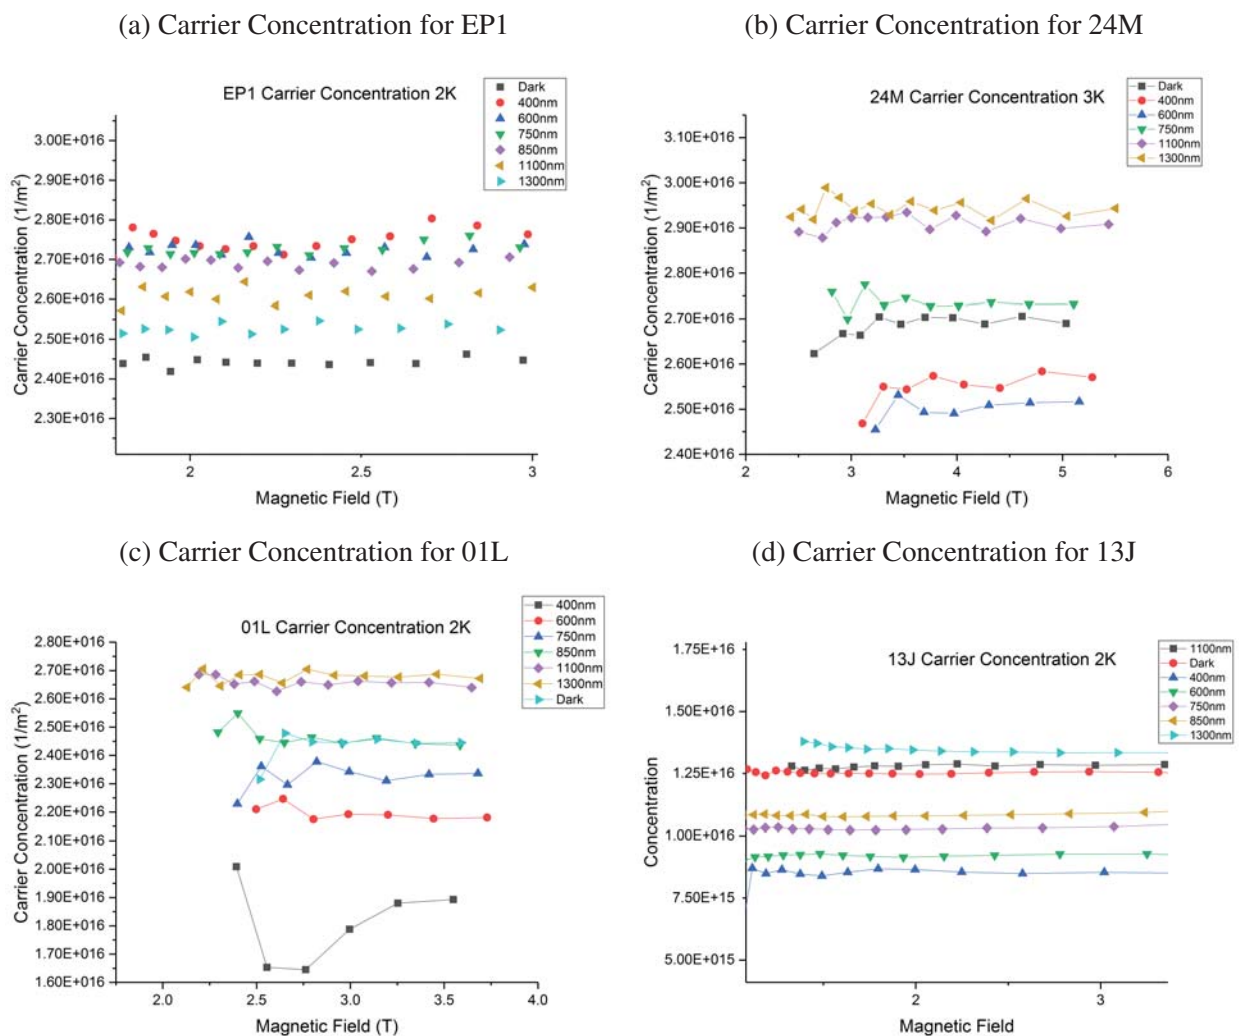 (a) Carrier Concentration for EP1
EP1 Carrier Concentration 2K
Dark
400nm
600nm
750nm
850nm
1100nm
1300nm
3.00E+016
2.90E+016
2.80E+016
2.70E+016
2.60E+016
2.50E+016
2.40E+016
2.30E+016
Carrier Concentration (1/m²)
2
2.5
3
Magnetic Field (T)
(b) Carrier Concentration for 24M
24M Carrier Concentration 3K
Dark
400nm
600nm
750nm
1100nm
1300nm
3.10E+016
3.00E+016
2.90E+016
2.80E+016
2.70E+016
2.60E+016
2.50E+016
2.40E+016
Carrier Concentration (1/m²)
2
3
4
5
6
Magnetic Field (T)
(c) Carrier Concentration for 01L
01L Carrier Concentration 2K
400nm
600nm
750nm
850nm
1100nm
1300nm
Dark
2.80E+016
2.70E+016
2.60E+016
2.50E+016
2.40E+016
2.30E+016
2.20E+016
2.10E+016
2.00E+016
1.90E+016
1.80E+016
1.70E+016
1.60E+016
Carrier Concentration (1/m²)
2.0
2.5
3.0
3.5
4.0
Magnetic Field (T)
(d) Carrier Concentration for 13J
13J Carrier Concentration 2K
1100nm
Dark
400nm
600nm
750nm
850nm
1300nm
1.75E+016
1.50E+016
1.25E+016
1.00E+016
7.50E+015
5.00E+015
Concentration
2
3
Magnetic Field